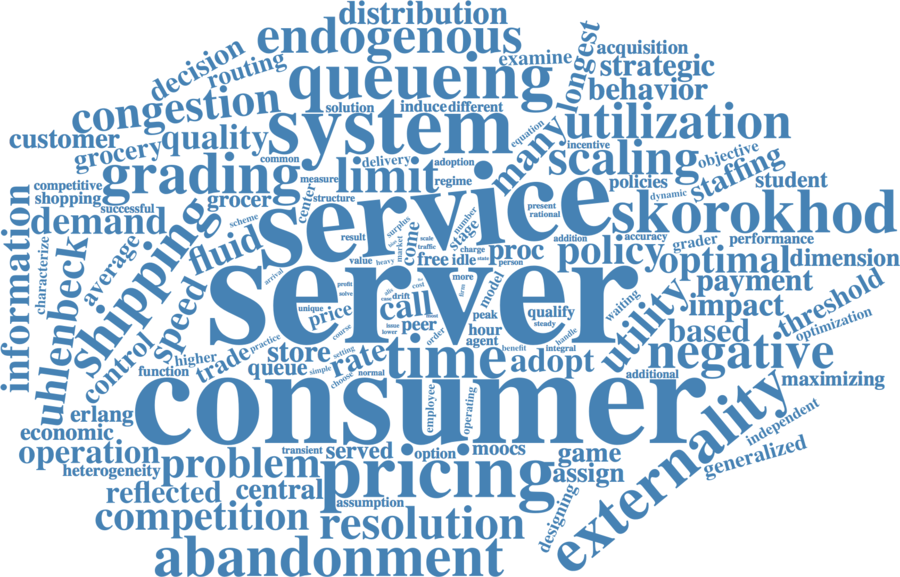 distribution
endogenous
examine
longest
acquisition
decision
routing
queueing
strategic
behavior
congestion
solution
induce
different
customer
quality
system
equation
utilization
grocery
common
delivery
adoption
many
incentive
scaling
objective
grading
measure
limit
regime
policies
staffing
student
competitive
shopping
successful
grocer
center
structure
service
present
rational
dynamic
skorokhod
information
demand
shipping
scheme
fluid
result
surplus
market
come
scale
traffic
number
stage
addition
accuracy
grader
performance
characterize
uhlenbeck
average
arrival
value
heavy
free
idle
charge
state
proc
person
policy
optimal
dimension
speed
server
profit
solve
cost
more
firm
model
payment
control
unique
price
call
drift
peak
qualify
steady
waiting
utility
impact
threshold
optimization
course
issue
lower
peer
order
hour
agent
handle
based
function
higher
trade
practice
store
queue
setting
simple
choose
rate
normal
time
benefit
integral
adopt
negative
additional
maximizing
erlang
economic
consumer
employee
operating
externality
independent
generalized
operation
heterogeneity
problem
transient
served
option
moocs
game
assign
reflected
central
pricing
assumption
designing
competition
resolution
abandonment